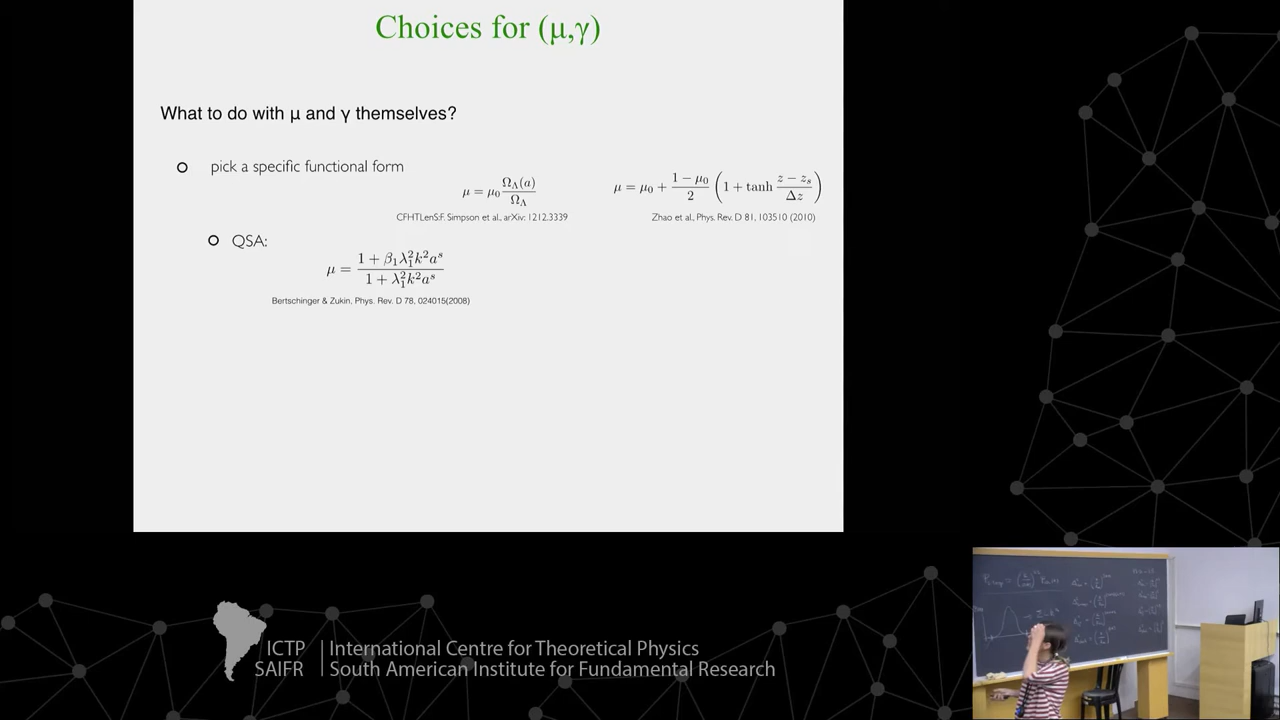 Choices for (μ,γ)
What to do with μ and γ themselves?
pick a specific functional form
μ = μ₀ Ω_Λ(a)/Ω_Λ
μ = μ₀ + (1 − μ₀)/2 (1 + tanh (z − z_s)/Δz)
CFHTLenS:F. Simpson et al., arXiv: 1212.3339
Zhao et al., Phys. Rev. D 81, 103510 (2010)
QSA:
μ = (1 + β₁λ₁²k²aˢ)/(1 + λ₁²k²aˢ)
Bertschinger & Zukin, Phys. Rev. D 78, 024015(2008)
ICTP
SAIFR
International Centre for Theoretical Physics
South American Institute for Fundamental Research